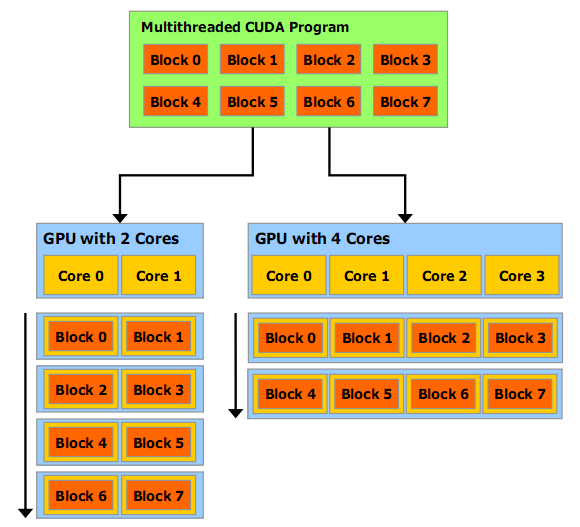 Multithreaded CUDA Program
Block 0 Block 1 Block 2 Block 3
Block 4 Block 5 Block 6 Block 7
GPU with 2 Cores
Core 0 Core 1
Block 0 Block 1
Block 2 Block 3
Block 4 Block 5
Block 6 Block 7
GPU with 4 Cores
Core 0 Core 1 Core 2 Core 3
Block 0 Block 1 Block 2 Block 3
Block 4 Block 5 Block 6 Block 7